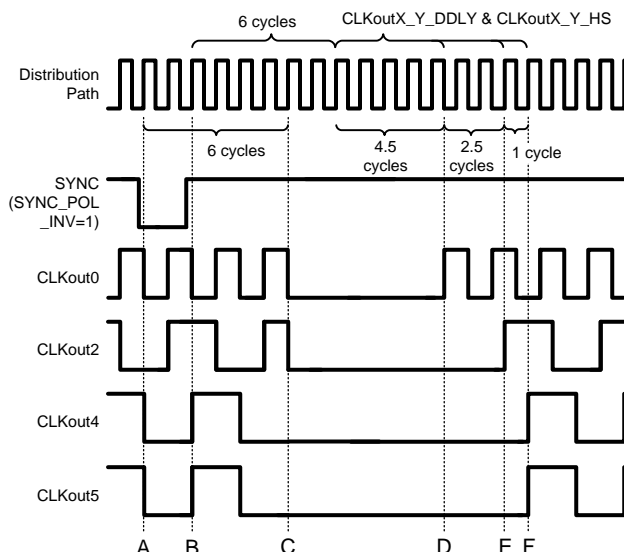 6 cycles
CLKoutX_Y_DDLY & CLKoutX_Y_HS
Distribution
Path
6 cycles
4.5
cycles
2.5
cycles
1 cycle
SYNC
(SYNC_POL
_INV=1)
CLKout0
CLKout2
CLKout4
CLKout5
A B C D E F